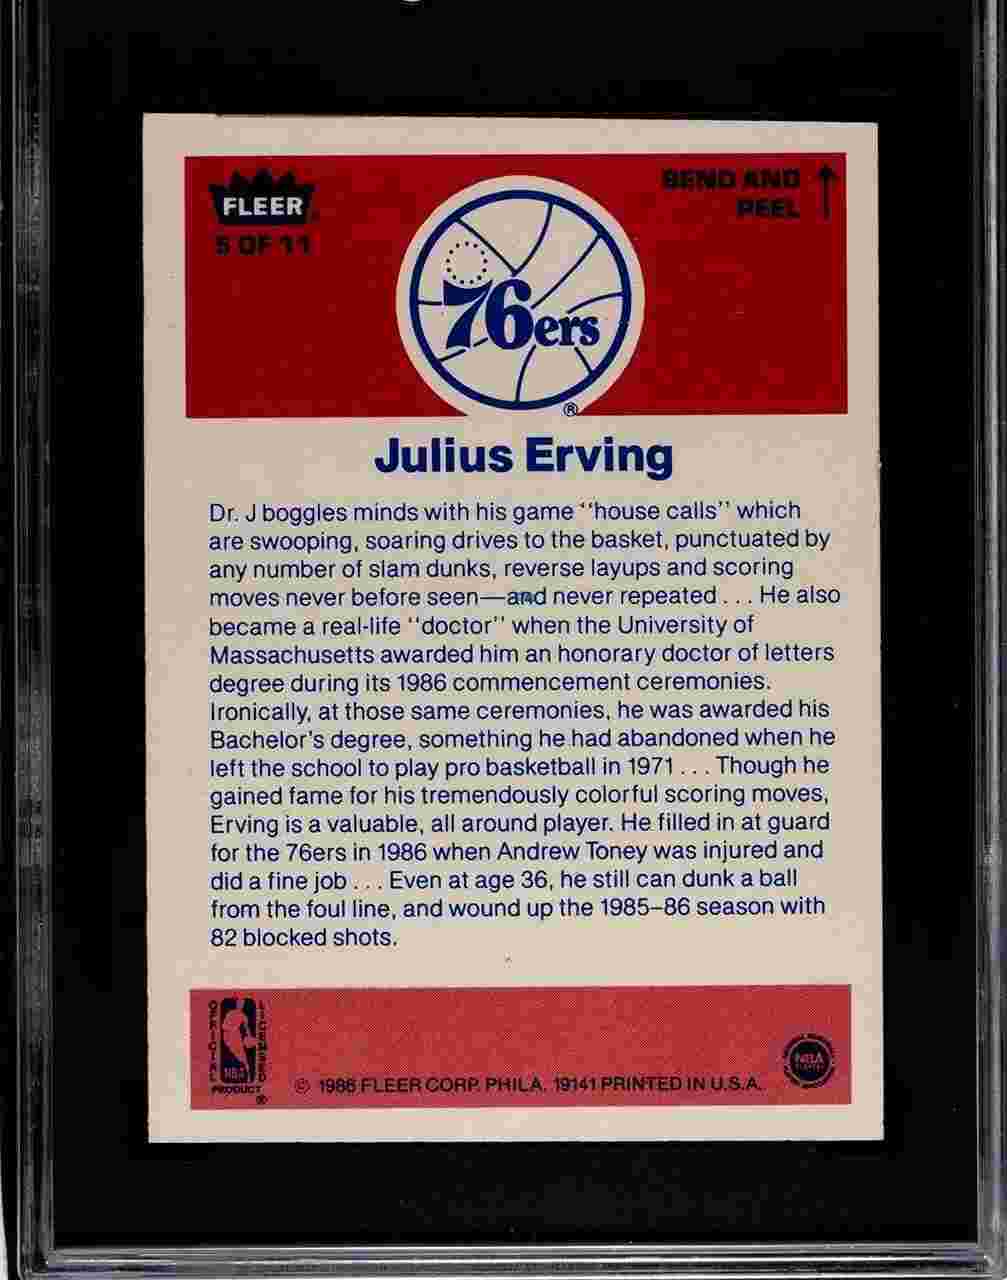 FLEER
5 OF 11
BEND AND
PEEL
76ers
®
Julius Erving
Dr. J boggles minds with his game "house calls" which
are swooping, soaring drives to the basket, punctuated by
any number of slam dunks, reverse layups and scoring
moves never before seen—and never repeated . . . He also
became a real-life "doctor" when the University of
Massachusetts awarded him an honorary doctor of letters
degree during its 1986 commencement ceremonies.
Ironically, at those same ceremonies, he was awarded his
Bachelor's degree, something he had abandoned when he
left the school to play pro basketball in 1971 . . . Though he
gained fame for his tremendously colorful scoring moves,
Erving is a valuable, all around player. He filled in at guard
for the 76ers in 1986 when Andrew Toney was injured and
did a fine job . . . Even at age 36, he still can dunk a ball
from the foul line, and wound up the 1985–86 season with
82 blocked shots.
OFFICIAL
LICENSED
NBA
PRODUCT
®
© 1986 FLEER CORP. PHILA. 19141 PRINTED IN U.S.A.
NBA